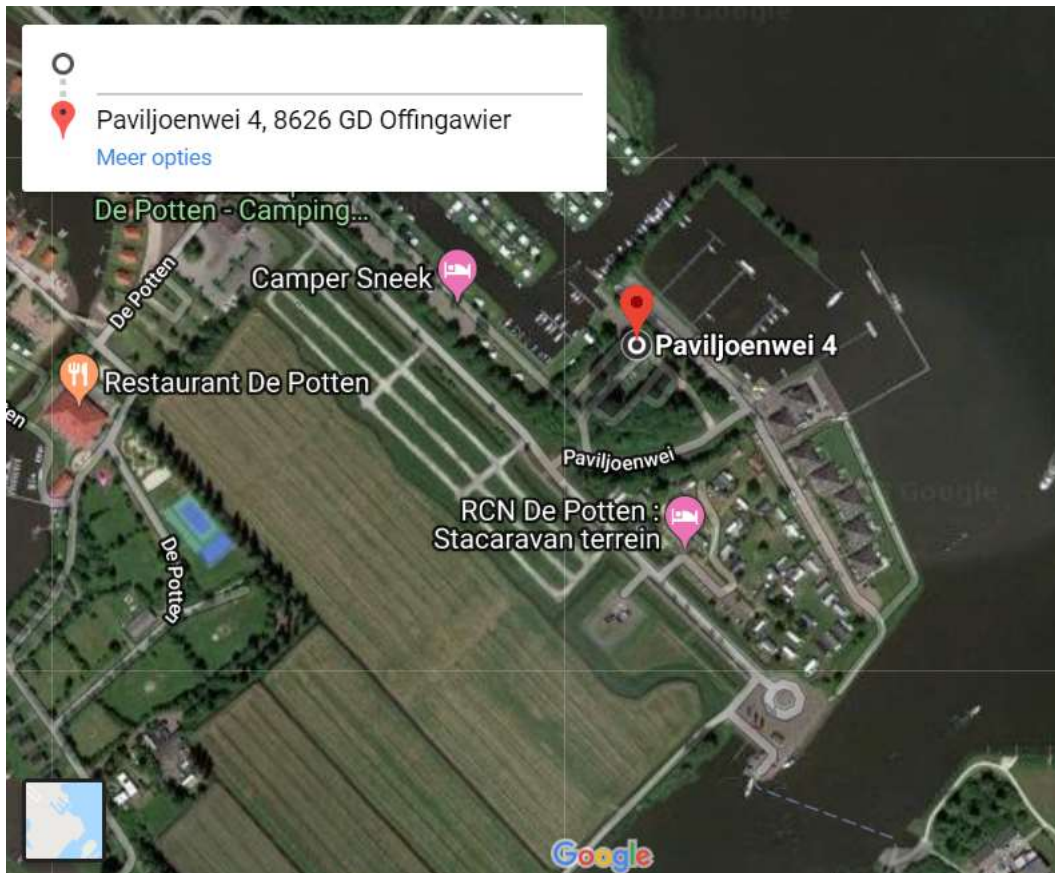 Paviljoenwei 4, 8626 GD Offingawier
Meer opties
De Potten - Camping...
De Potten
Camper Sneek
Paviljoenwei 4
Restaurant De Potten
Paviljoenwei
RCN De Potten :
Stacaravan terrein
De Potten
Google
Google